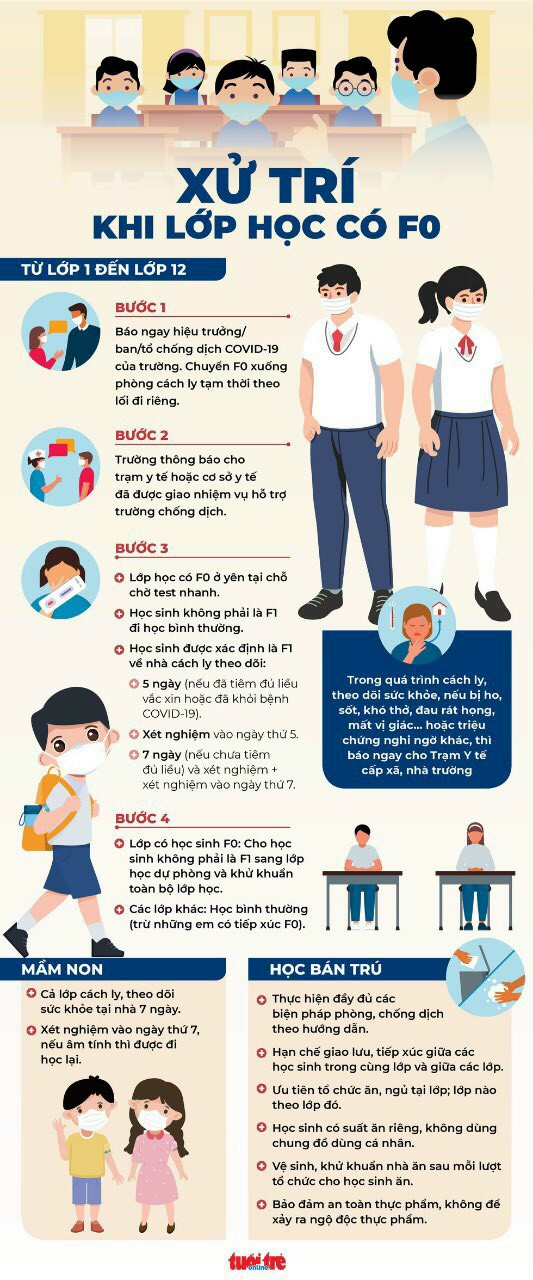 XỬ TRÍ
KHI LỚP HỌC CÓ F0
TỪ LỚP 1 ĐẾN LỚP 12
BƯỚC 1
Báo ngay hiệu trưởng/
ban/tổ chống dịch COVID-19
của trường. Chuyển F0 xuống
phòng cách ly tạm thời theo
lối đi riêng.
BƯỚC 2
Trường thông báo cho
trạm y tế hoặc cơ sở y tế
đã được giao nhiệm vụ hỗ trợ
trường chống dịch.
BƯỚC 3
Lớp học có F0 ở yên tại chỗ
chờ test nhanh.
Học sinh không phải là F1
đi học bình thường.
Học sinh được xác định là F1
về nhà cách ly theo dõi:
5 ngày (nếu đã tiêm đủ liều
vắc xin hoặc đã khỏi bệnh
COVID-19).
Xét nghiệm vào ngày thứ 5.
7 ngày (nếu chưa tiêm
đủ liều) và xét nghiệm +
xét nghiệm vào ngày thứ 7.
Trong quá trình cách ly,
theo dõi sức khỏe, nếu bị ho,
sốt, khó thở, đau rát họng,
mất vị giác... hoặc triệu
chứng nghi ngờ khác, thì
báo ngay cho Trạm Y tế
cấp xã, nhà trường
BƯỚC 4
Lớp có học sinh F0: Cho học
sinh không phải là F1 sang lớp
học dự phòng và khử khuẩn
toàn bộ lớp học.
Các lớp khác: Học bình thường
(trừ những em có tiếp xúc F0).
MẦM NON
Cả lớp cách ly, theo dõi
sức khỏe tại nhà 7 ngày.
Xét nghiệm vào ngày thứ 7,
nếu âm tính thì được đi
học lại.
HỌC BÁN TRÚ
Thực hiện đầy đủ các
biện pháp phòng, chống dịch
theo hướng dẫn.
Hạn chế giao lưu, tiếp xúc giữa các
học sinh trong cùng lớp và giữa các lớp.
Ưu tiên tổ chức ăn, ngủ tại lớp; lớp nào
theo lớp đó.
Học sinh có suất ăn riêng, không dùng
chung đồ dùng cá nhân.
Vệ sinh, khử khuẩn nhà ăn sau mỗi lượt
tổ chức cho học sinh ăn.
Bảo đảm an toàn thực phẩm, không để
xảy ra ngộ độc thực phẩm.
tuổi trẻ
online